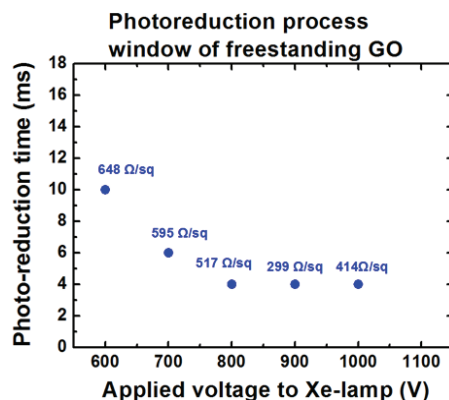 Photoreduction process
window of freestanding GO
Photo-reduction time (ms)
18
16
14
12
10
8
6
4
2
0
648 Ω/sq
595 Ω/sq
517 Ω/sq
299 Ω/sq
414Ω/sq
600 700 800 900 1000 1100
Applied voltage to Xe-lamp (V)